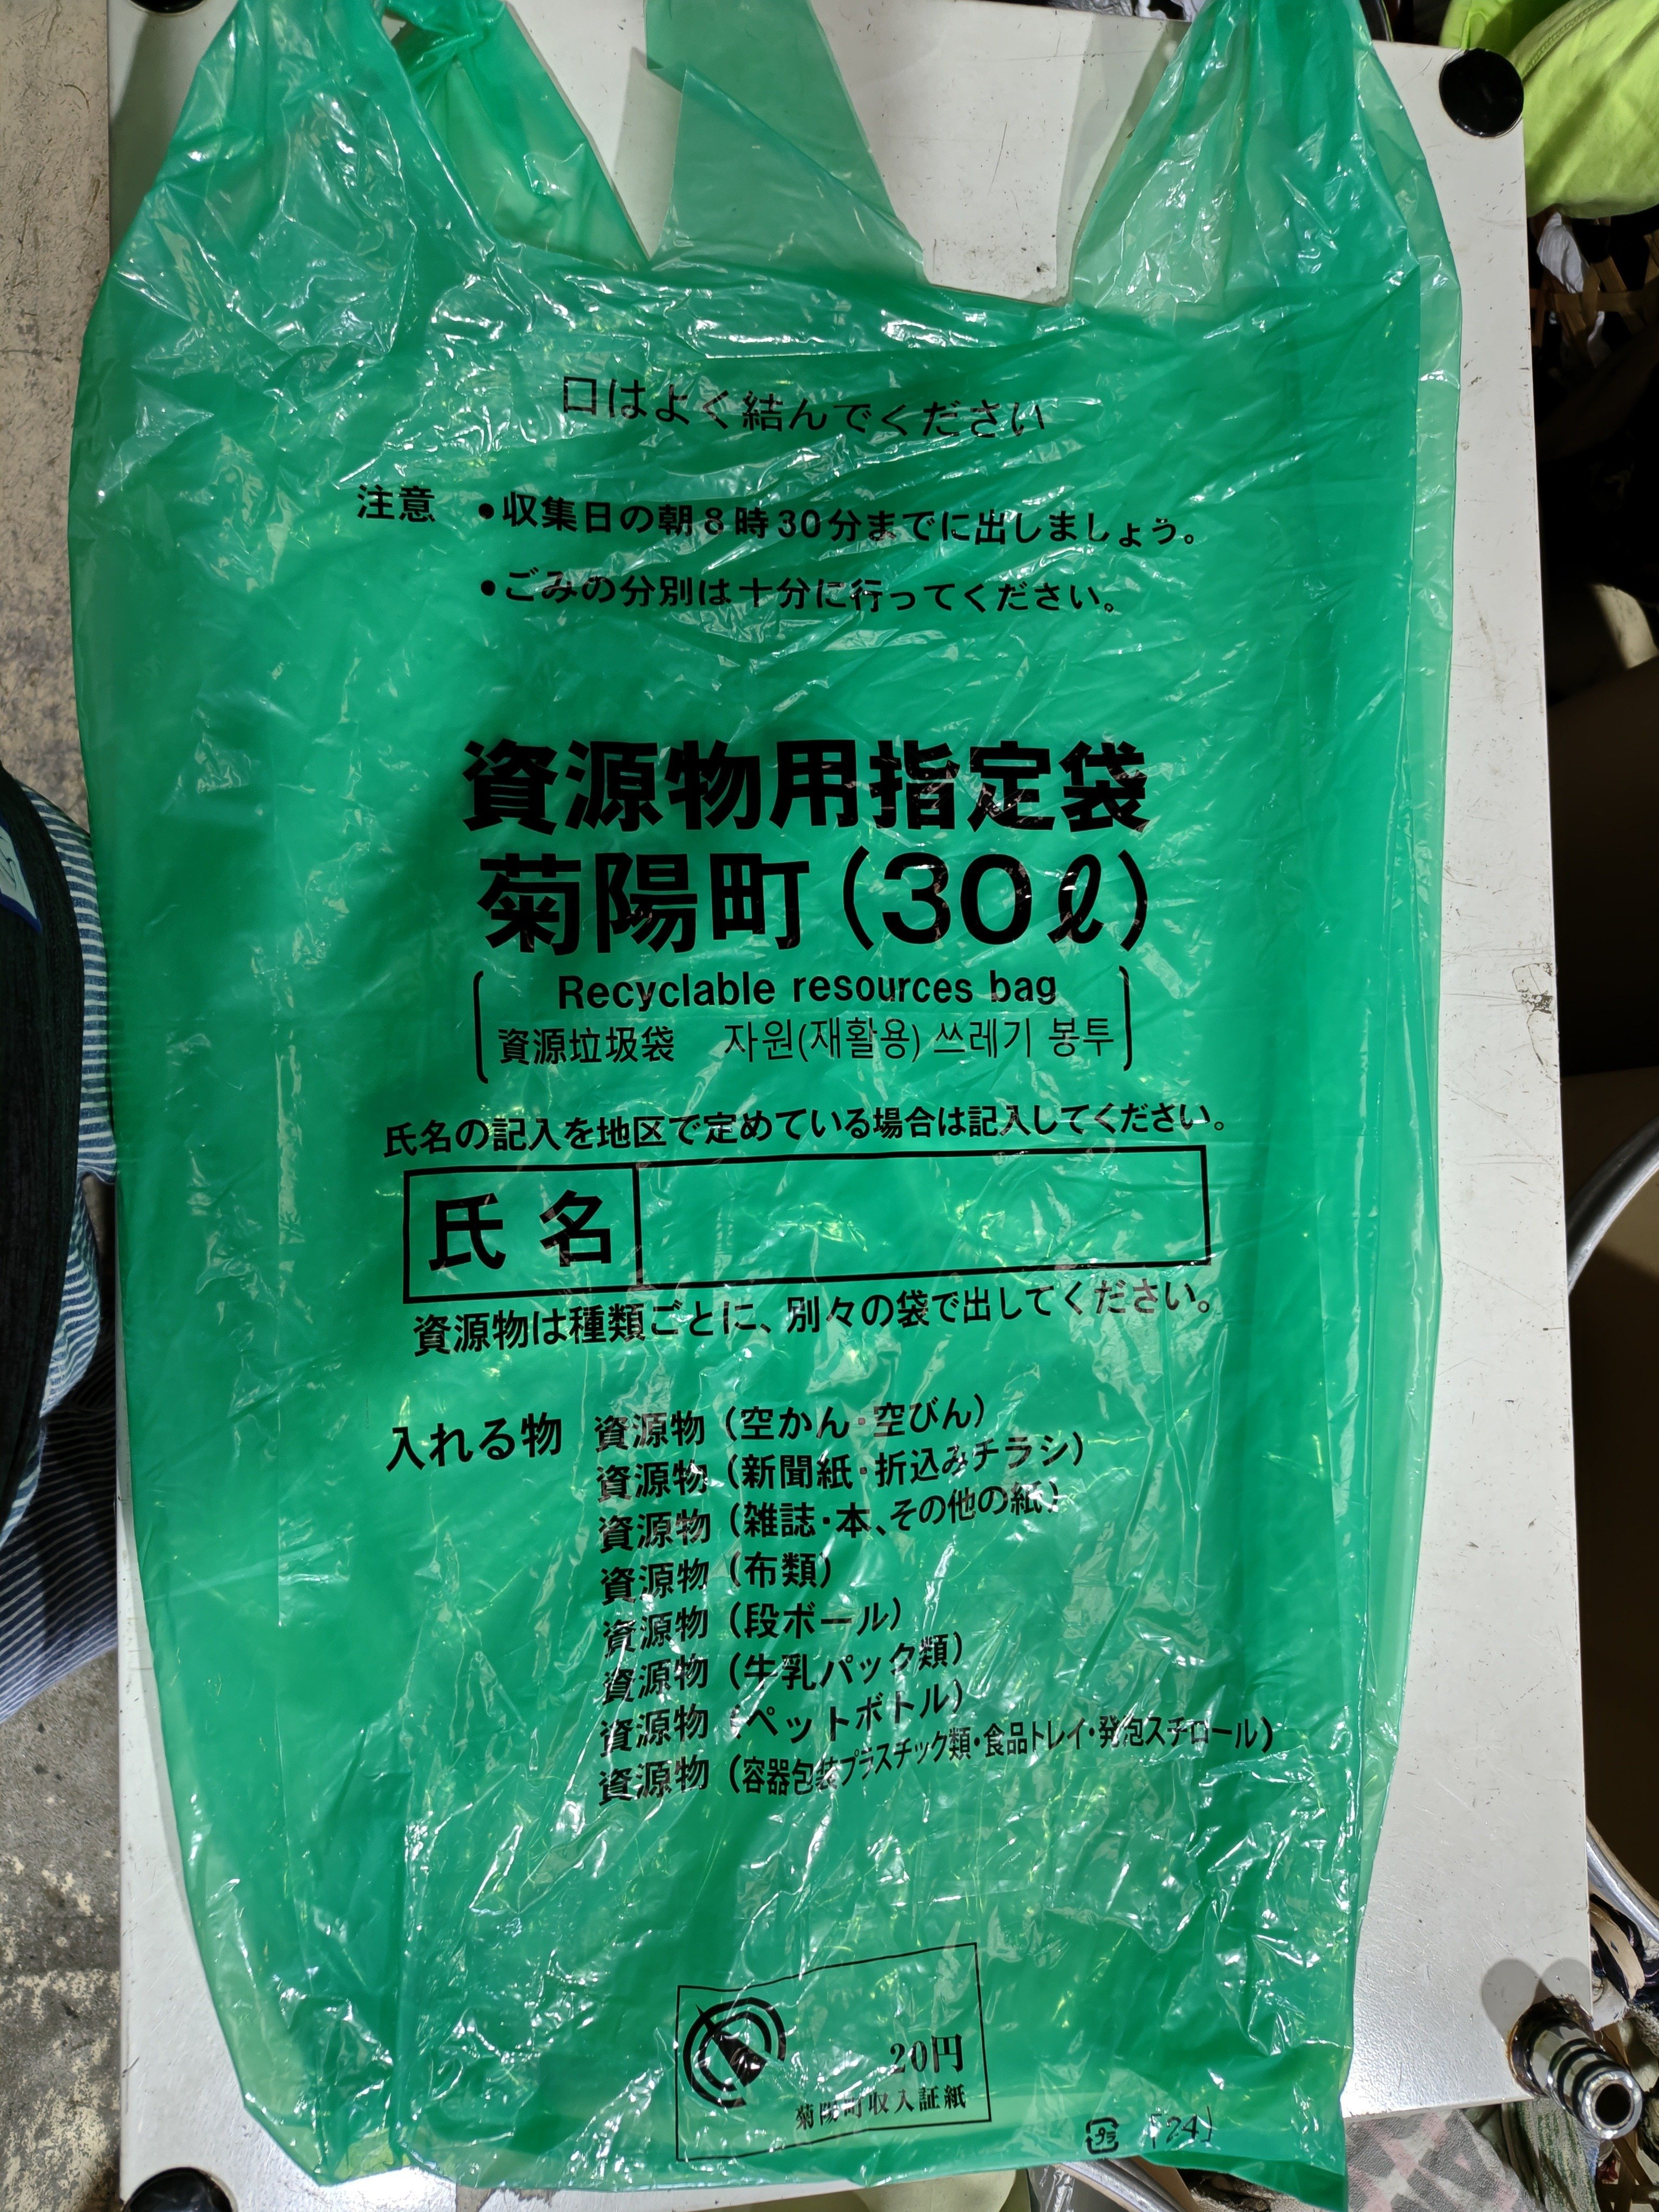 口はよく結んでください
注意 •収集日の朝8時30分までに出しましょう。
•ごみの分別は十分に行ってください。
資源物用指定袋
菊陽町(30ℓ)
Recyclable resources bag
資源垃圾袋 자원(재활용) 쓰레기 봉투
氏名の記入を地区で定めている場合は記入してください。
氏名
資源物は種類ごとに、別々の袋で出してください。
入れる物 資源物(空かん・空びん)
資源物(新聞紙・折込みチラシ)
資源物(雑誌・本、その他の紙)
資源物(布類)
資源物(段ボール)
資源物(牛乳パック類)
資源物(ペットボトル)
資源物(容器包装プラスチック類・食品トレイ・発泡スチロール)
20円
菊陽町収入証紙
プラ [24]